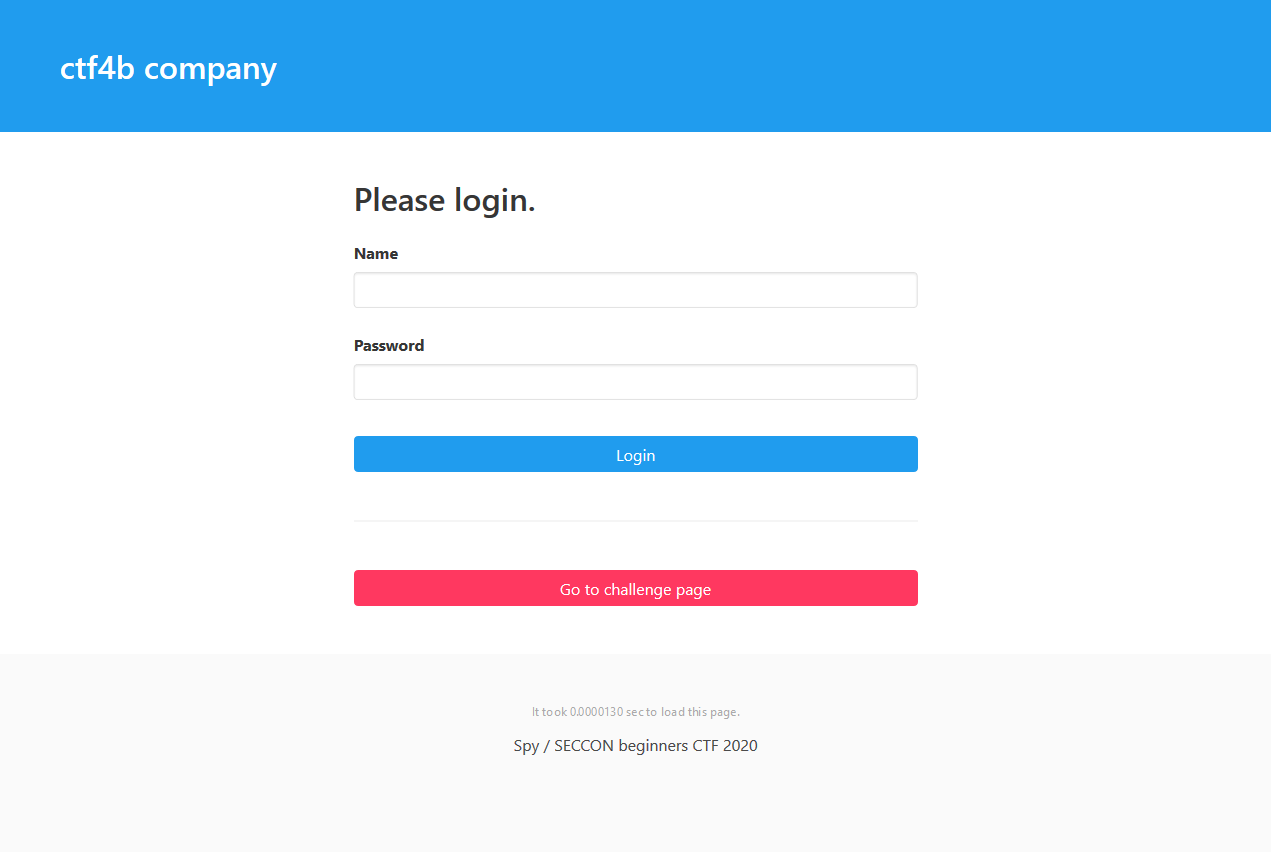 ctf4b company
Please login.
Name
Password
Login
Go to challenge page
It took 0.0000130 sec to load this page.
Spy / SECCON beginners CTF 2020